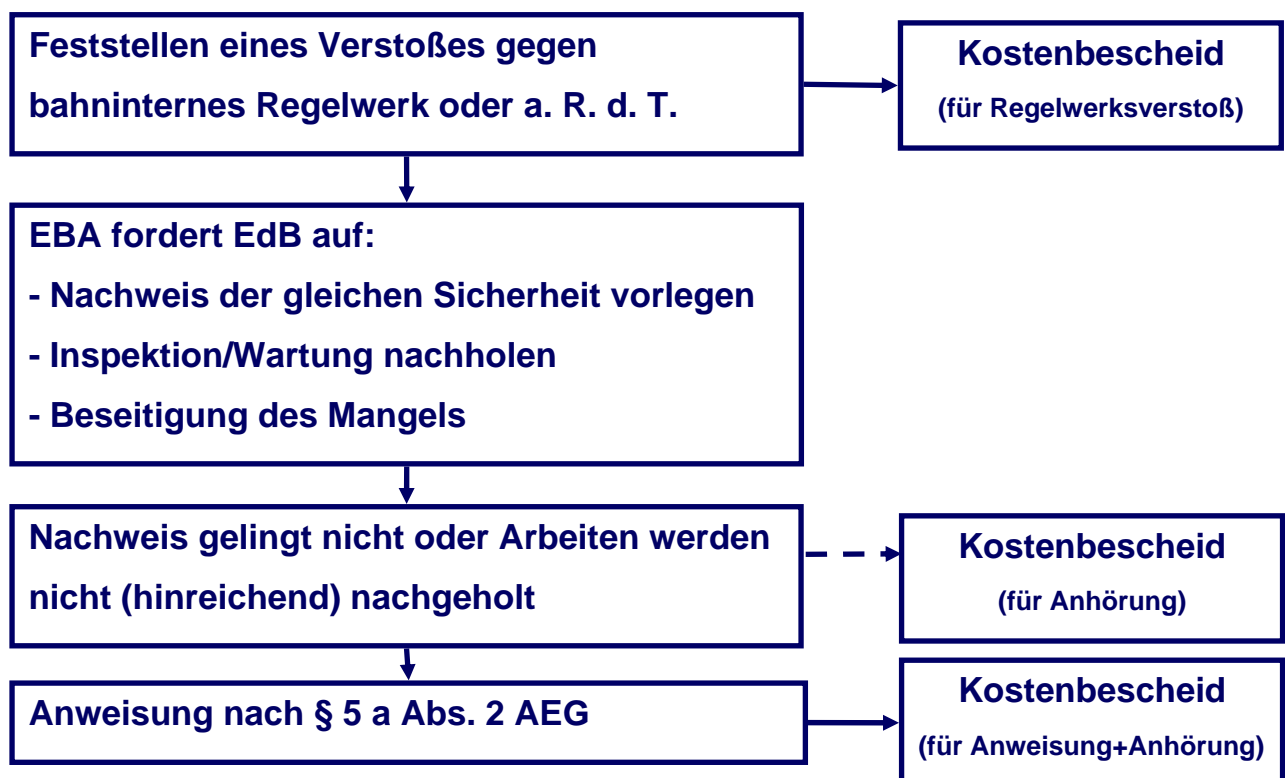 Feststellen eines Verstoßes gegen
bahninternes Regelwerk oder a. R. d. T.
Kostenbescheid
(für Regelwerksverstoß)
EBA fordert EdB auf:
- Nachweis der gleichen Sicherheit vorlegen
- Inspektion/Wartung nachholen
- Beseitigung des Mangels
Nachweis gelingt nicht oder Arbeiten werden
nicht (hinreichend) nachgeholt
Kostenbescheid
(für Anhörung)
Anweisung nach § 5 a Abs. 2 AEG
Kostenbescheid
(für Anweisung+Anhörung)